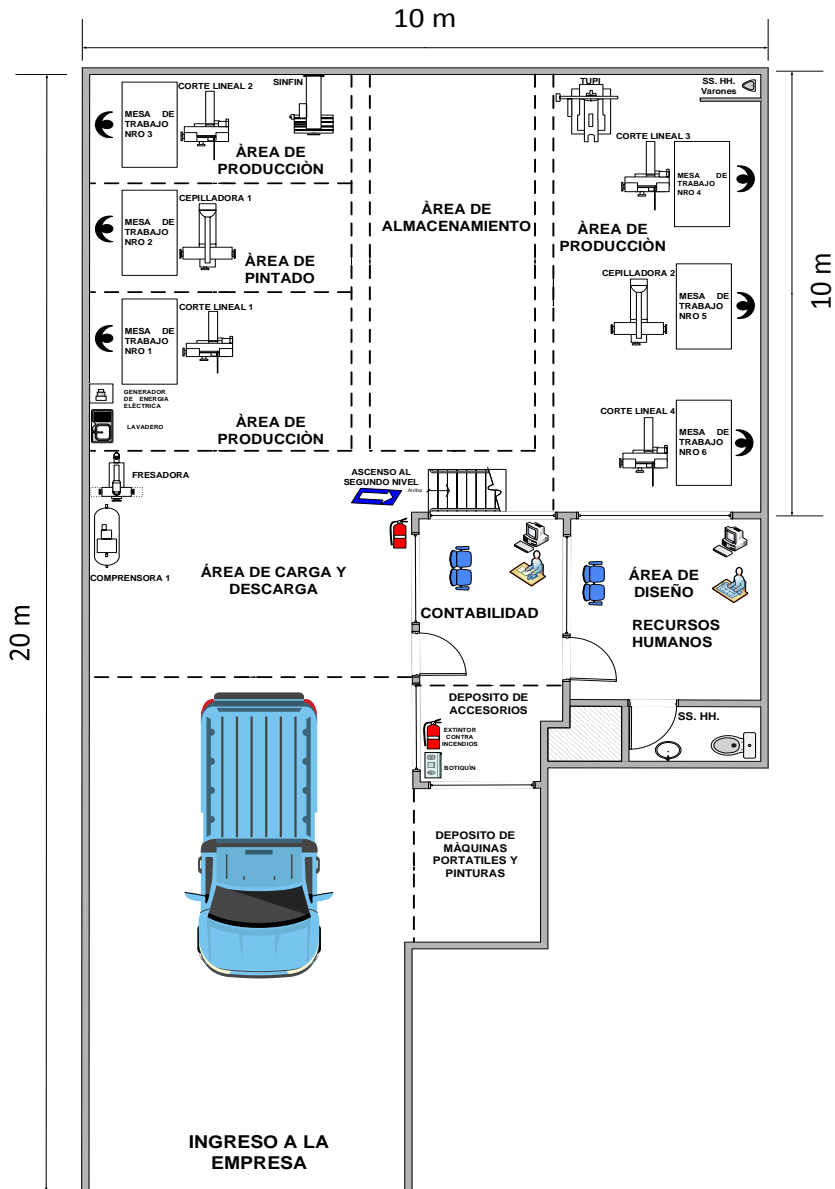 10 m
CORTE LINEAL 2
SINFIN
TUPI
SS. HH.
Varones
MESA DE
TRABAJO
NRO 3
ÀREA DE
PRODUCCIÒN
CORTE LINEAL 3
MESA DE
TRABAJO
NRO 4
CEPILLADORA 1
MESA DE
TRABAJO
NRO 2
ÀREA DE
PINTADO
ÀREA DE
ALMACENAMIENTO
ÀREA DE
PRODUCCIÒN
10 m
CEPILLADORA 2
MESA DE
TRABAJO
NRO 5
CORTE LINEAL 1
MESA DE
TRABAJO
NRO 1
GENERADOR
DE ENERGIA
ELÈCTRICA
LAVADERO
ÀREA DE
PRODUCCIÒN
CORTE LINEAL 4
MESA DE
TRABAJO
NRO 6
FRESADORA
ASCENSO AL
SEGUNDO NIVEL
Arriba
COMPRENSORA 1
ÁREA DE CARGA Y
DESCARGA
CONTABILIDAD
ÁREA DE
DISEÑO
RECURSOS
HUMANOS
20 m
DEPOSITO DE
ACCESORIOS
SS. HH.
EXTINTOR
CONTRA
INCENDIOS
BOTIQUÍN
DEPOSITO DE
MÀQUINAS
PORTATILES Y
PINTURAS
INGRESO A LA
EMPRESA